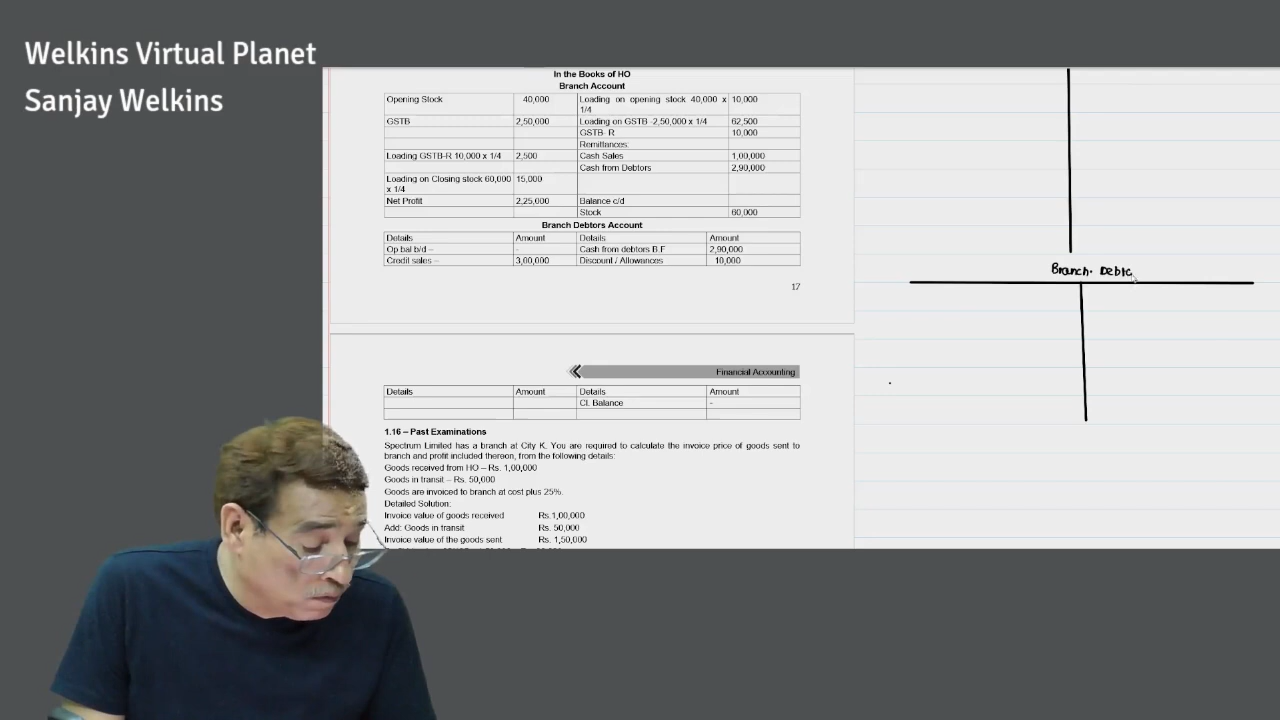 Welkins Virtual Planet
Sanjay Welkins
In the Books of HO
Branch Account
Opening Stock 40,000 Loading on opening stock 40,000 x 1/4 10,000
GSTB 2,50,000 Loading on GSTB -2,50,000 x 1/4 62,500
GSTB- R 10,000
Remittances:
Loading GSTB-R 10,000 x 1/4 2,500 Cash Sales 1,00,000
Cash from Debtors 2,90,000
Loading on Closing stock 60,000 x 1/4 15,000
Net Profit 2,25,000 Balance c/d
Stock 60,000
Branch Debtors Account
Details Amount Details Amount
Op bal b/d – - Cash from debtors B.F 2,90,000
Credit sales – 3,00,000 Discount / Allowances 10,000
17
Financial Accounting
Details Amount Details Amount
Cl. Balance -
1.16 – Past Examinations
Spectrum Limited has a branch at City K. You are required to calculate the invoice price of goods sent to
branch and profit included thereon, from the following details:
Goods received from HO – Rs. 1,00,000
Goods in transit – Rs. 50,000
Goods are invoiced to branch at cost plus 25%.
Detailed Solution:
Invoice value of goods received Rs.1,00,000
Add: Goods in transit Rs. 50,000
Invoice value of the goods sent Rs. 1,50,000
Branch. Debtc